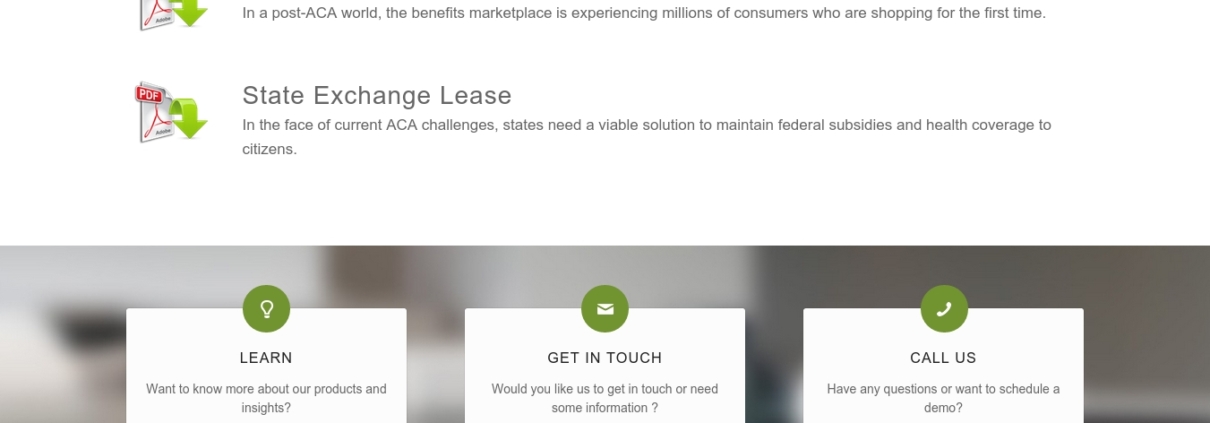 In a post-ACA world, the benefits marketplace is experiencing millions of consumers who are shopping for the first time.
PDF
Adobe
State Exchange Lease
In the face of current ACA challenges, states need a viable solution to maintain federal subsidies and health coverage to
citizens.
LEARN
Want to know more about our products and
insights?
GET IN TOUCH
Would you like us to get in touch or need
some information ?
CALL US
Have any questions or want to schedule a
demo?